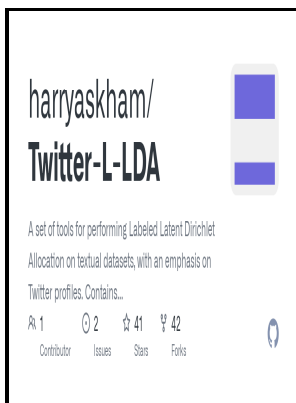 harryaskham/
Twitter-L-LDA
A set of tools for performing Labeled Latent Dirichlet
Allocation on textual datasets, with an emphasis on
Twitter profiles. Contains...
1 2 41 42
Contributor Issues Stars Forks